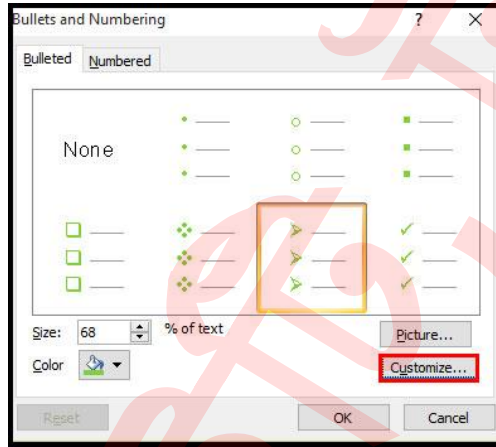 Bullets and Numbering ? X
Bulleted Numbered
None
Size: 68 % of text Picture...
Color Customize...
Reset OK Cancel